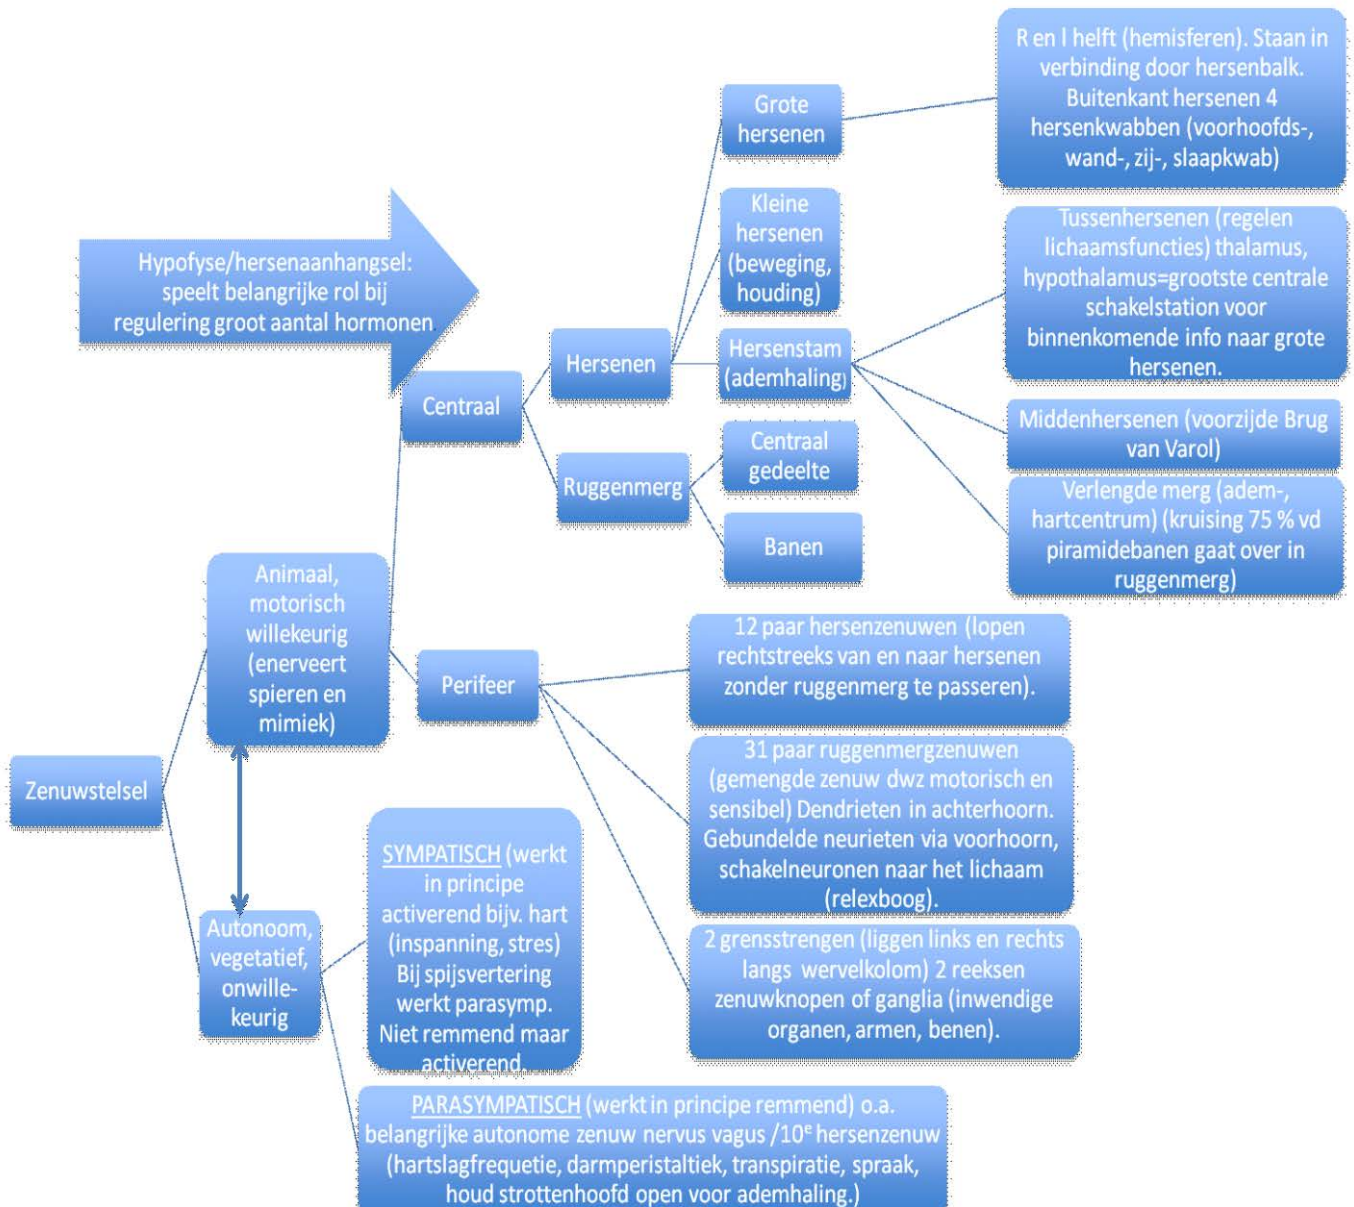 R en l helft (hemisferen). Staan in
verbinding door hersenbalk.
Buitenkant hersenen 4
hersenkwabben (voorhoofds-,
wand-, zij-, slaapkwab)
Grote
hersenen
Kleine
hersenen
(beweging,
houding)
Tussenhersenen (regelen
lichaamsfuncties) thalamus,
hypothalamus=grootste centrale
schakelstation voor
binnenkomende info naar grote
hersenen.
Hypofyse/hersenaanhangsel:
speelt belangrijke rol bij
regulering groot aantal hormonen
Hersenen
Hersenstam
(ademhaling)
Centraal
Middenhersenen (voorzijde Brug
van Varol)
Ruggenmerg
Centraal
gedeelte
Banen
Verlengde merg (adem-,
hartcentrum) (kruising 75 % vd
piramidebanen gaat over in
ruggenmerg)
Animaal,
motorisch
willekeurig
(enerveert
spieren en
mimiek)
Perifeer
12 paar hersenzenuwen (lopen
rechtstreeks van en naar hersenen
zonder ruggenmerg te passeren).
31 paar ruggenmergzenuwen
(gemengde zenuw dwz motorisch en
sensibel) Dendrieten in achterhoorn.
Gebundelde neurieten via voorhoorn,
schakelneuronen naar het lichaam
(relexboog).
2 grensstrengen (liggen links en rechts
langs wervelkolom) 2 reeksen
zenuwknopen of ganglia (inwendige
organen, armen, benen).
Zenuwstelsel
Autonoom,
vegetatief,
onwille-
keurig
SYMPATISCH (werkt
in principe
activerend bijv. hart
(inspanning, stres)
Bij spijsvertering
werkt parasymp.
Niet remmend maar
activerend.
PARASYMPATISCH (werkt in principe remmend) o.a.
belangrijke autonome zenuw nervus vagus /10e hersenzenuw
(hartslagfrequetie, darmperistaltiek, transpiratie, spraak,
houd strottenhoofd open voor ademhaling.)